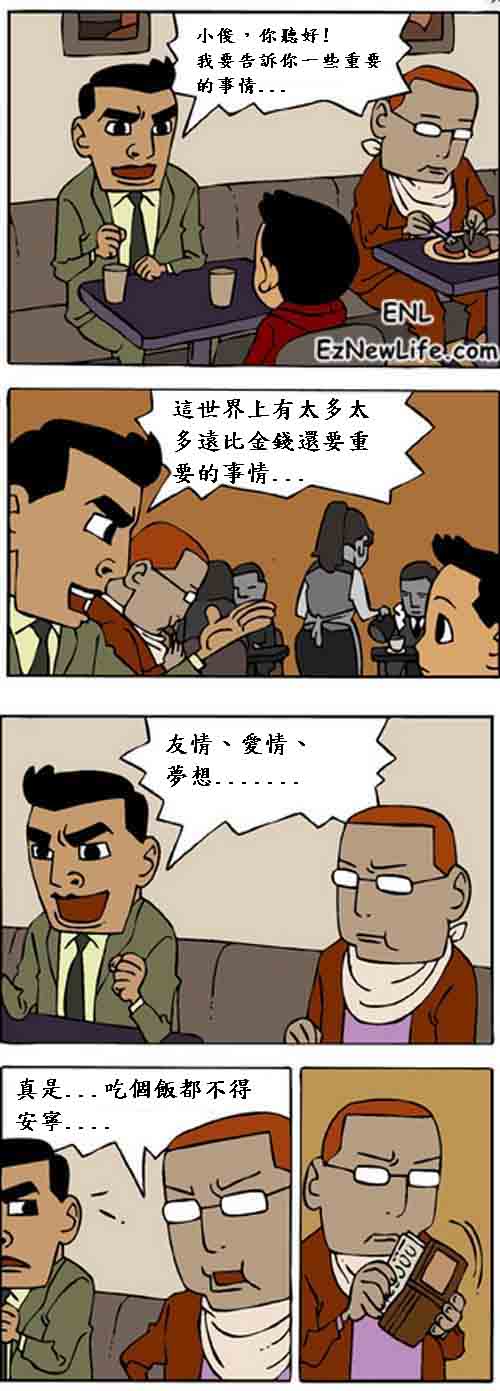 小俊，你聽好!
我要告訴你一些重要
的事情...
ENL
EzNewLife.com
這世界上有太多太
多遠比金錢還要重
要的事情...
友情、愛情、
夢想.......
真是...吃個飯都不得
安寧....